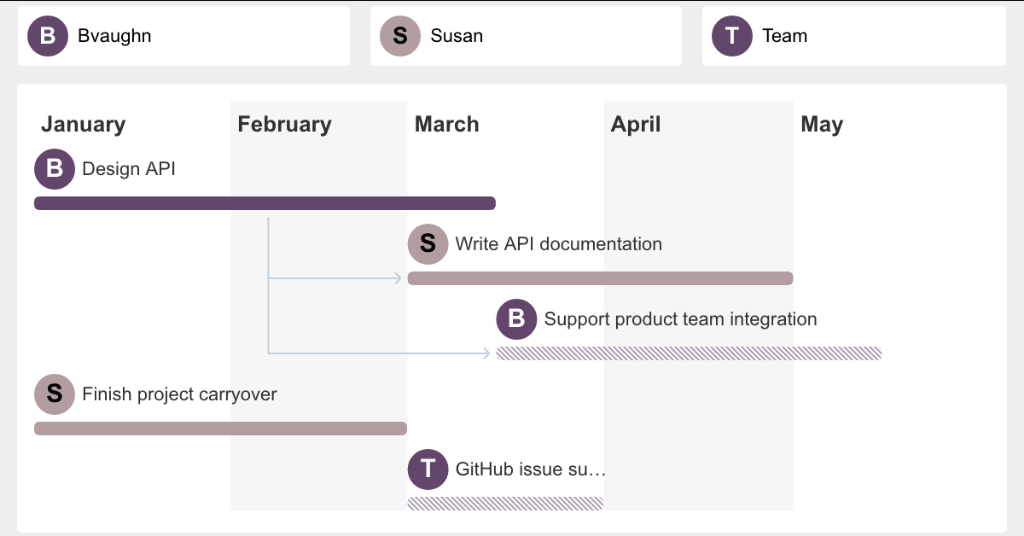 B Bvaughn
S Susan
T Team
January February March April May
B Design API
S Write API documentation
B Support product team integration
S Finish project carryover
T GitHub issue su…